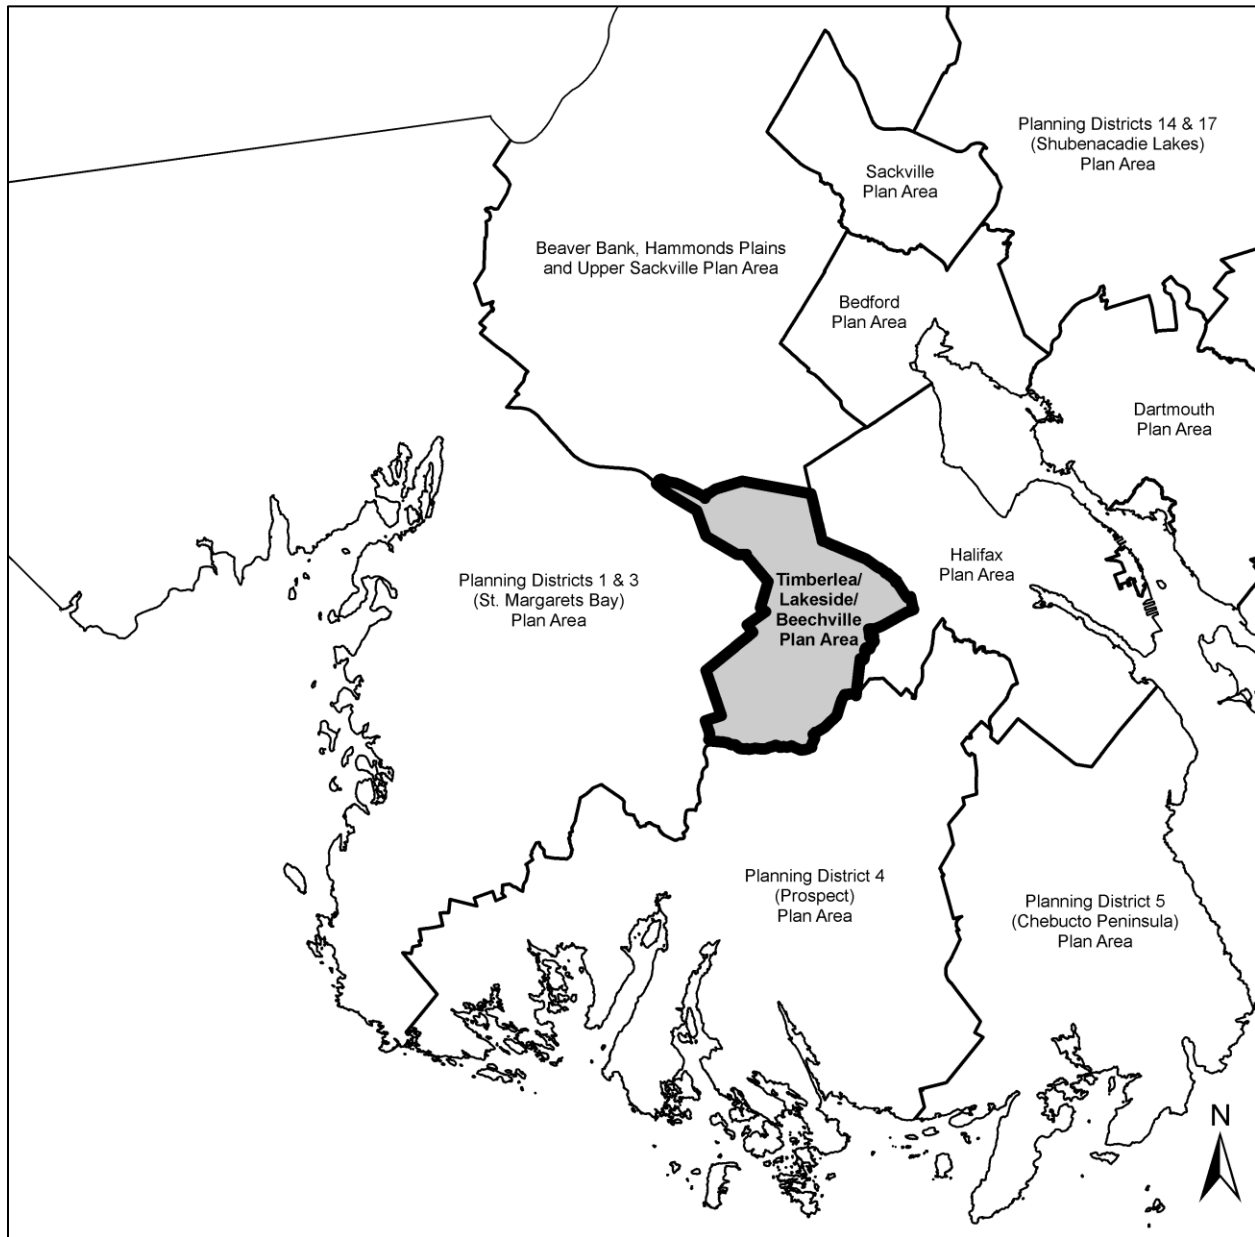 Planning Districts 14 & 17
(Shubenacadie Lakes)
Plan Area
Sackville
Plan Area
Beaver Bank, Hammonds Plains
and Upper Sackville Plan Area
Bedford
Plan Area
Dartmouth
Plan Area
Halifax
Plan Area
Planning Districts 1 & 3
(St. Margarets Bay)
Plan Area
Timberlea/
Lakeside/
Beechville
Plan Area
Planning District 4
(Prospect)
Plan Area
Planning District 5
(Chebucto Peninsula)
Plan Area
N